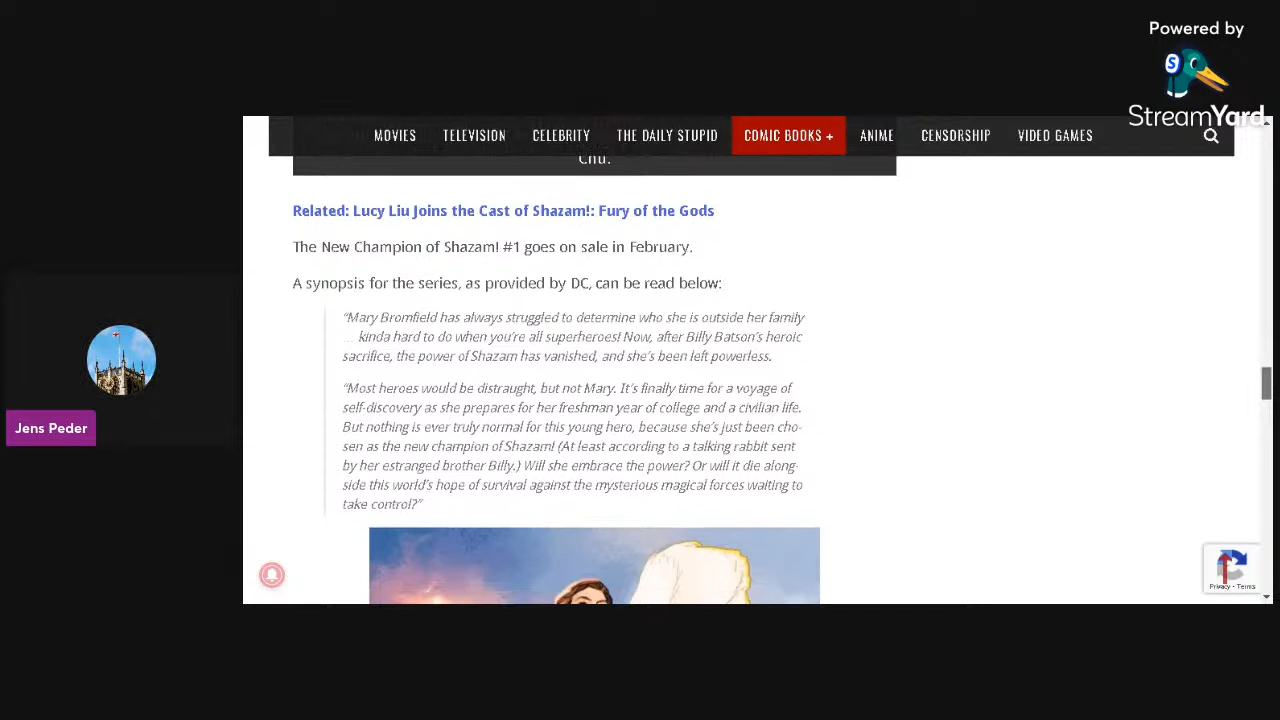 Powered by
StreamYard
MOVIES TELEVISION CELEBRITY THE DAILY STUPID COMIC BOOKS + ANIME CENSORSHIP VIDEO GAMES
Chu.
Related: Lucy Liu Joins the Cast of Shazam!: Fury of the Gods
The New Champion of Shazam! #1 goes on sale in February.
A synopsis for the series, as provided by DC, can be read below:
“Mary Bromfield has always struggled to determine who she is outside her family
… kinda hard to do when you’re all superheroes! Now, after Billy Batson’s heroic
sacrifice, the power of Shazam has vanished, and she’s been left powerless.
“Most heroes would be distraught, but not Mary. It’s finally time for a voyage of
self-discovery as she prepares for her freshman year of college and a civilian life.
But nothing is ever truly normal for this young hero, because she’s just been cho-
sen as the new champion of Shazam! (At least according to a talking rabbit sent
by her estranged brother Billy.) Will she embrace the power? Or will it die along-
side this world’s hope of survival against the mysterious magical forces waiting to
take control?”
Jens Peder
Privacy - Terms